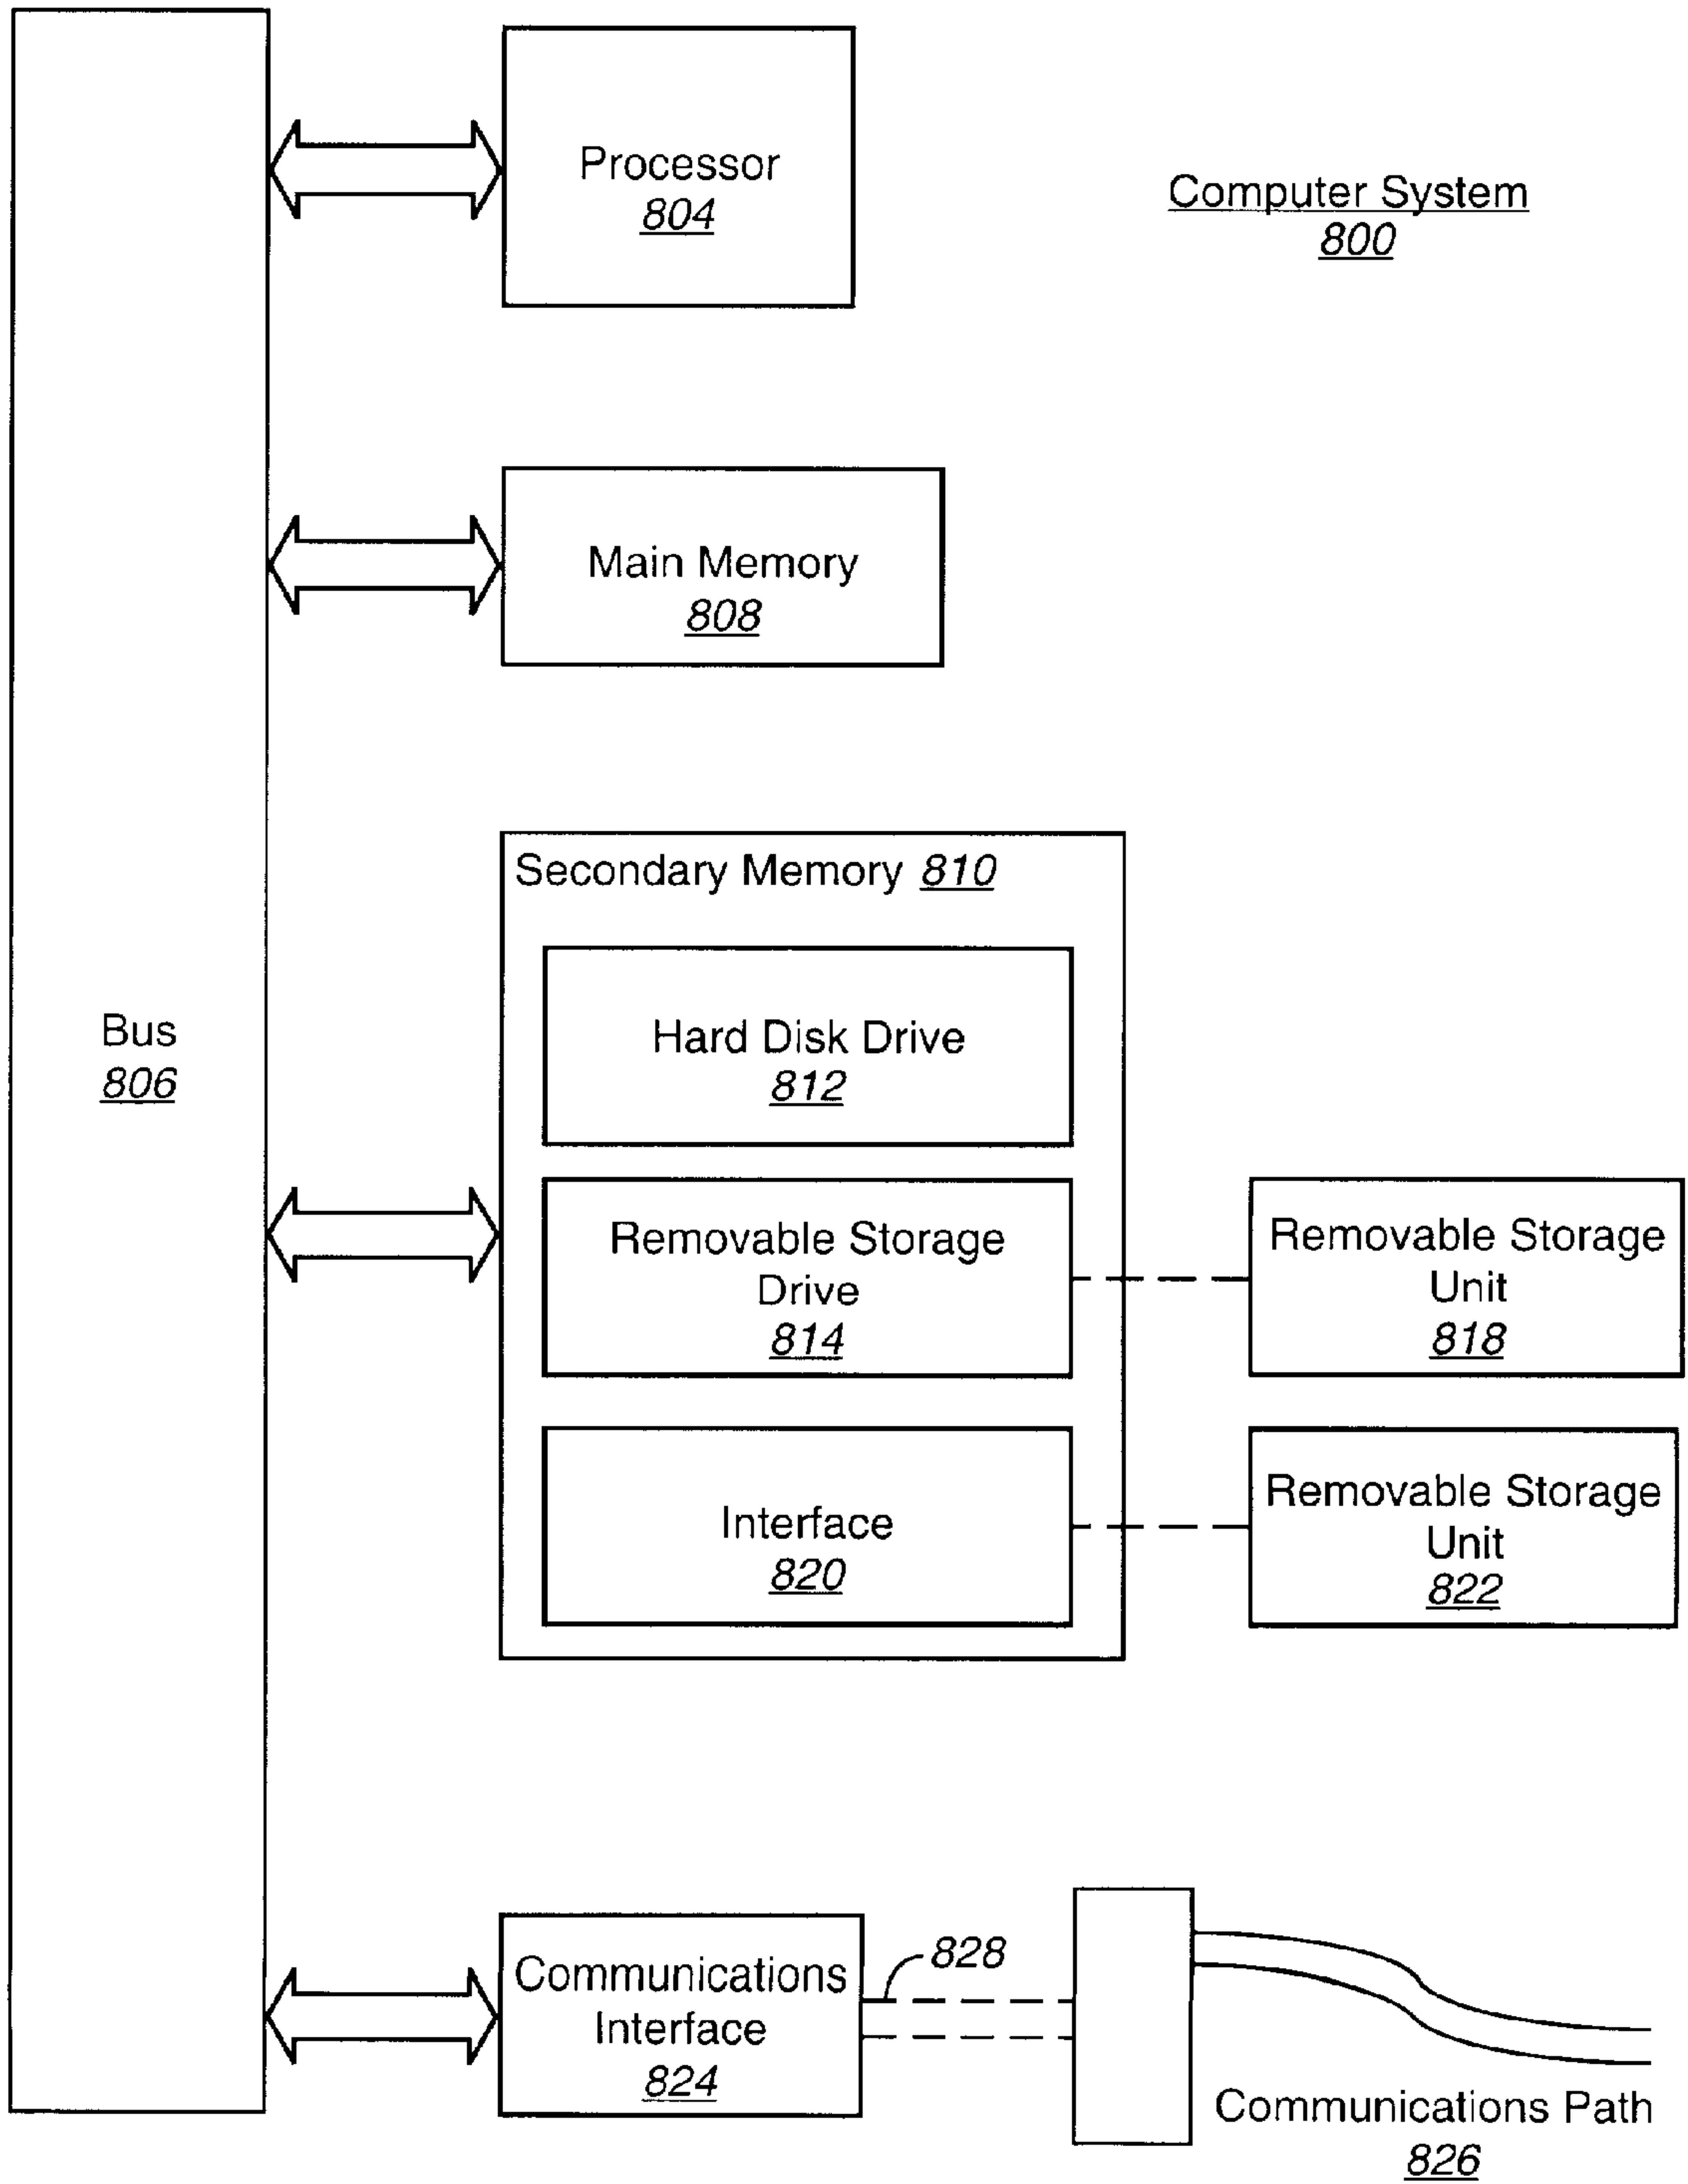 Processor
804
Computer System
800
Main Memory
808
Secondary Memory 810
Hard Disk Drive
812
Bus
806
Removable Storage
Drive
814
Removable Storage
Unit
818
Interface
820
Removable Storage
Unit
822
Communications
Interface
824
828
Communications Path
826